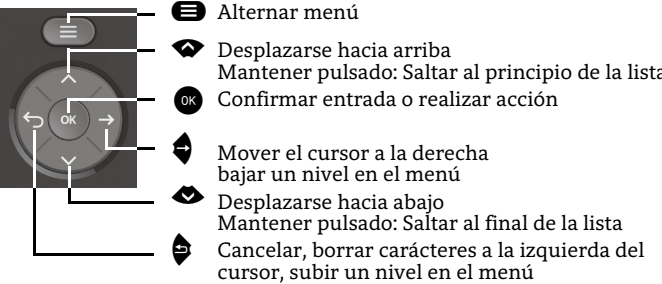 Alternar menú
Desplazarse hacia arriba
Mantener pulsado: Saltar al principio de la lista
OK
OK Confirmar entrada o realizar acción
Mover el cursor a la derecha
bajar un nivel en el menú
Desplazarse hacia abajo
Mantener pulsado: Saltar al final de la lista
Cancelar, borrar carácteres a la izquierda del
cursor, subir un nivel en el menú